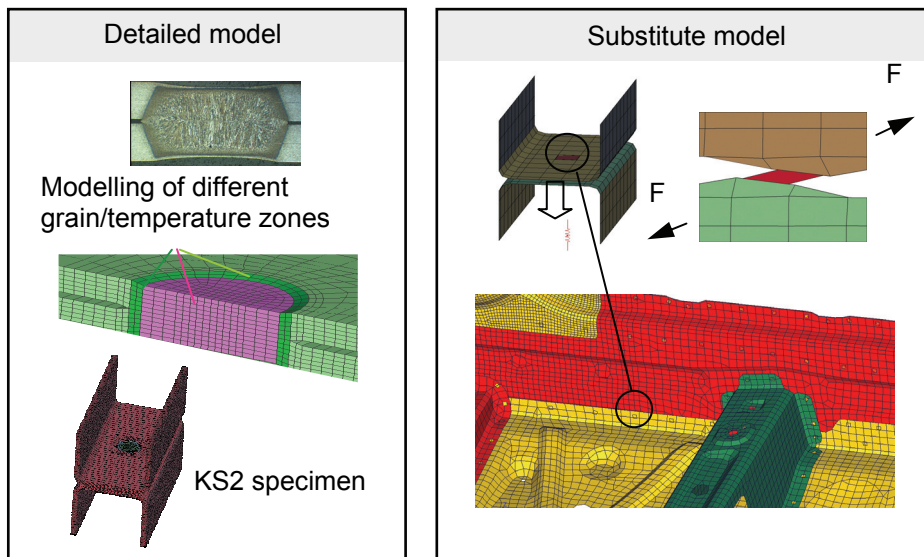 Detailed model
Modelling of different
grain/temperature zones
KS2 specimen
Substitute model
F
F